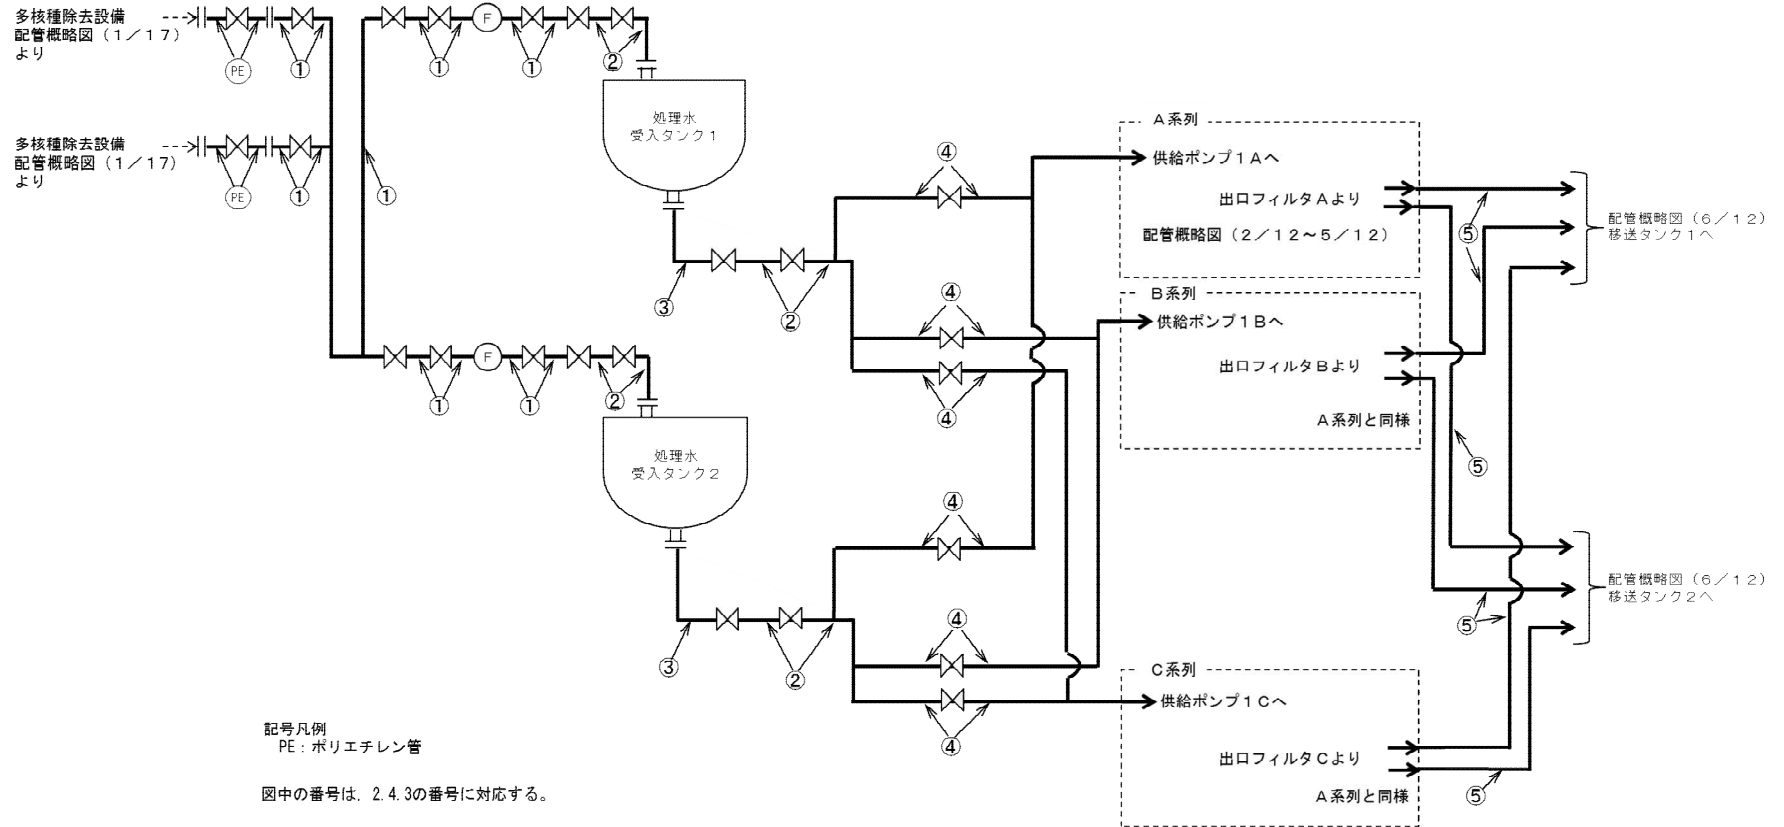 多核種除去設備
配管概略図(1/17)
より
PE
①
①
F
①
②
処理水
受入タンク1
多核種除去設備
配管概略図(1/17)
より
PE
①
①
③
②
④
④
④
A系列
供給ポンプ1Aへ
出口フィルタAより
配管概略図(2/12~5/12)
⑤
配管概略図(6/12)
移送タンク1へ
B系列
供給ポンプ1Bへ
出口フィルタBより
A系列と同様
⑤
①
F
①
②
処理水
受入タンク2
③
②
④
④
④
配管概略図(6/12)
移送タンク2へ
⑤
C系列
供給ポンプ1Cへ
出口フィルタCより
A系列と同様
⑤
記号凡例
PE:ポリエチレン管
図中の番号は,2.4.3の番号に対応する。